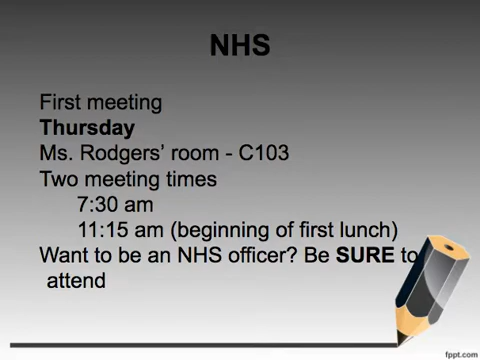 NHS
First meeting
Thursday
Ms. Rodgers’ room - C103
Two meeting times
7:30 am
11:15 am (beginning of first lunch)
Want to be an NHS officer? Be SURE to
attend
fppt.com